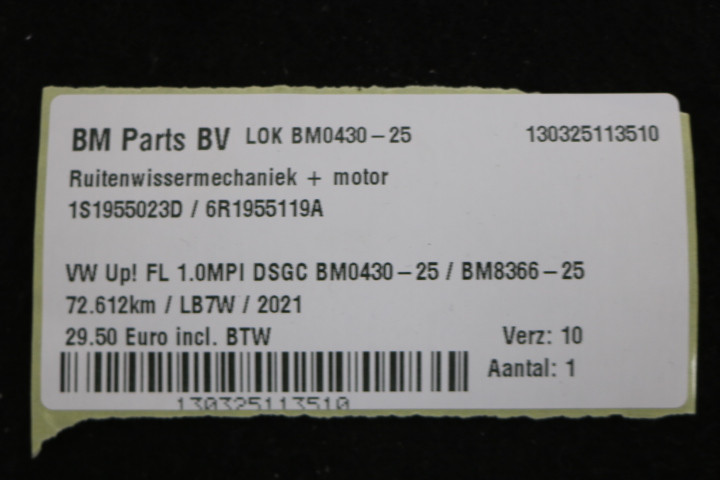 BM Parts BV LOK BM0430-25 130325113510
Ruitenwissermechaniek + motor
1S1955023D / 6R1955119A
VW Up! FL 1.0MPI DSGC BM0430-25 / BM8366-25
72.612km / LB7W / 2021
29.50 Euro incl. BTW Verz: 10
Aantal: 1
130325113510